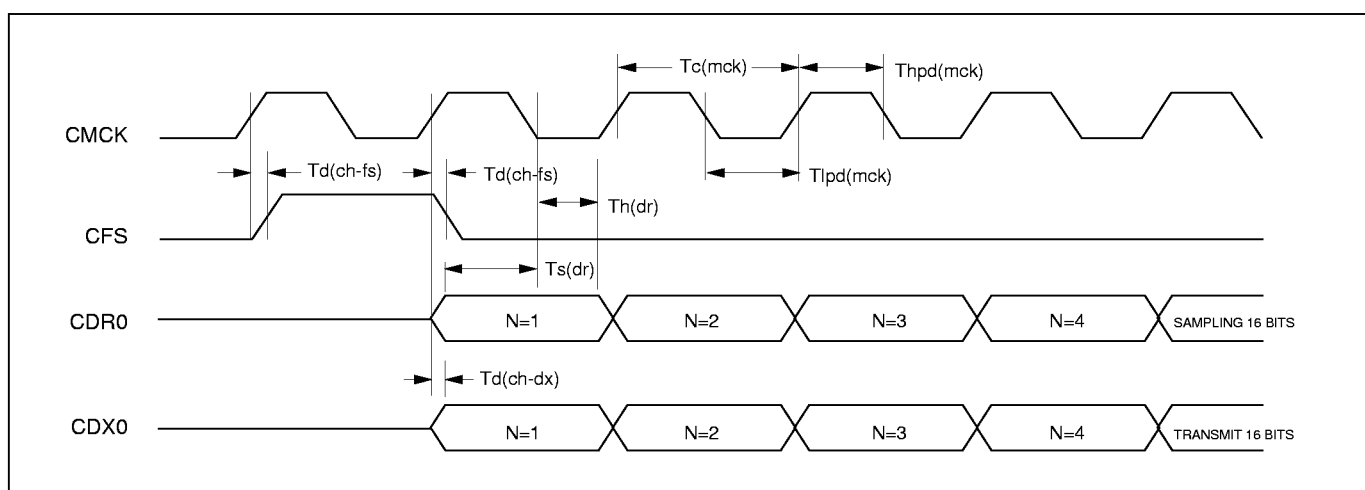 Tc(mck)
Thpd(mck)
CMCK
Td(ch-fs)
Td(ch-fs)
Tlpd(mck)
Th(dr)
CFS
Ts(dr)
CDR0
N=1
N=2
N=3
N=4
SAMPLING 16 BITS
Td(ch-dx)
CDX0
N=1
N=2
N=3
N=4
TRANSMIT 16 BITS